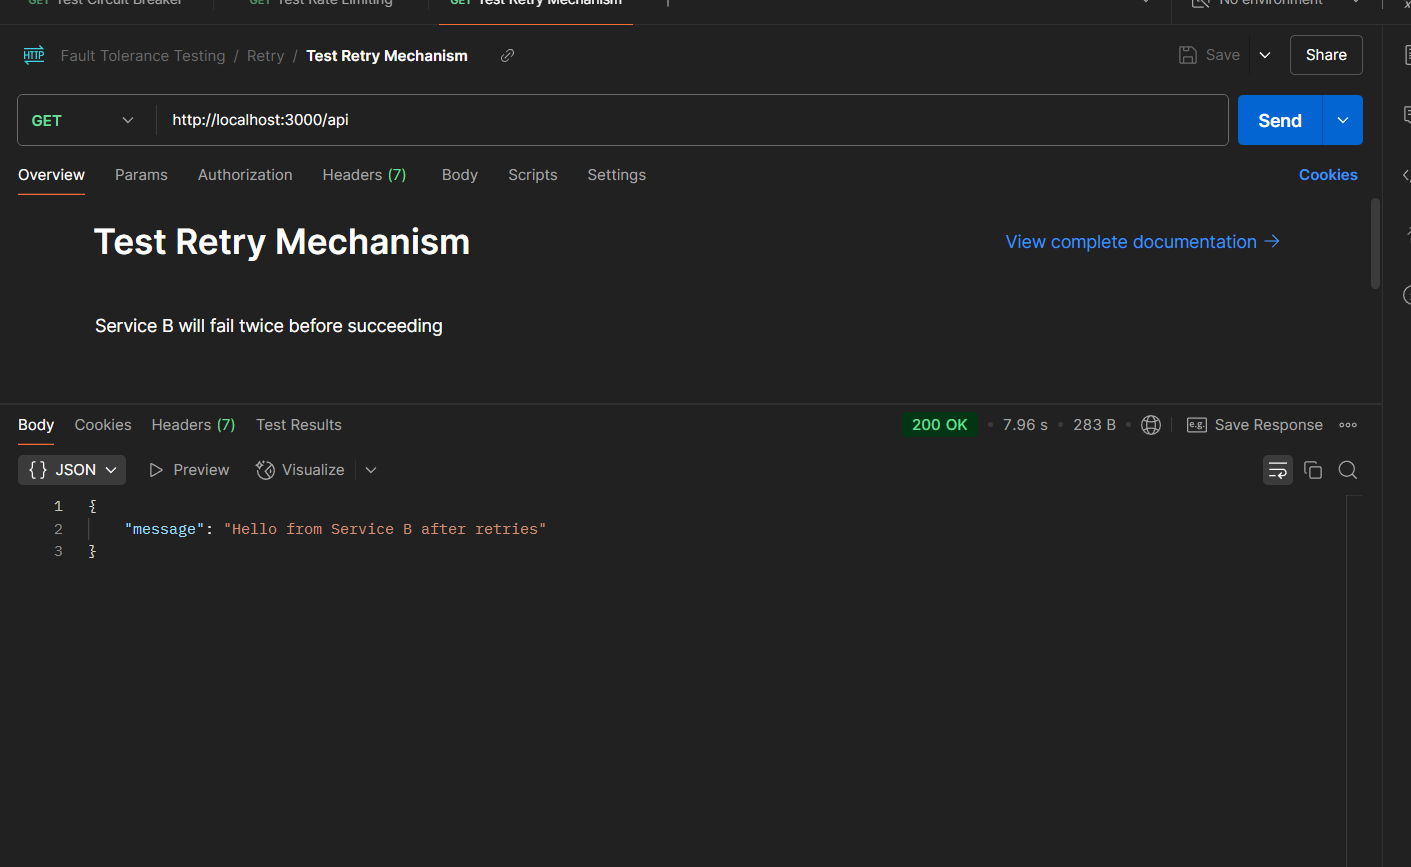 GET Test Circuit Breaker GET Test Rate Limiting GET Test Retry Mechanism No environment
HTTP Fault Tolerance Testing / Retry / Test Retry Mechanism Save Share
GET http://localhost:3000/api Send
Overview Params Authorization Headers (7) Body Scripts Settings Cookies
Test Retry Mechanism View complete documentation →
Service B will fail twice before succeeding
Body Cookies Headers (7) Test Results 200 OK • 7.96 s • 283 B • e.g. Save Response
{} JSON Preview Visualize
1 {
2 "message": "Hello from Service B after retries"
3 }